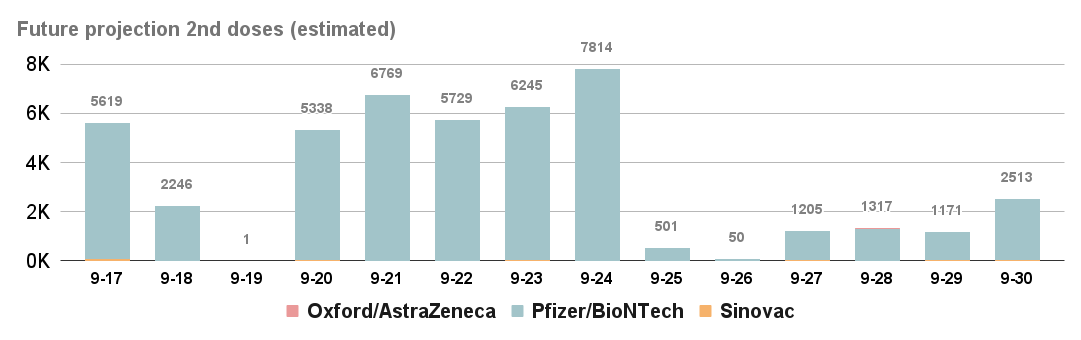 Future projection 2nd doses (estimated)
8K
6K
4K
2K
0K
5619
2246
1
5338
6769
5729
6245
7814
501
50
1205
1317
1171
2513
9-17 9-18 9-19 9-20 9-21 9-22 9-23 9-24 9-25 9-26 9-27 9-28 9-29 9-30
Oxford/AstraZeneca Pfizer/BioNTech Sinovac